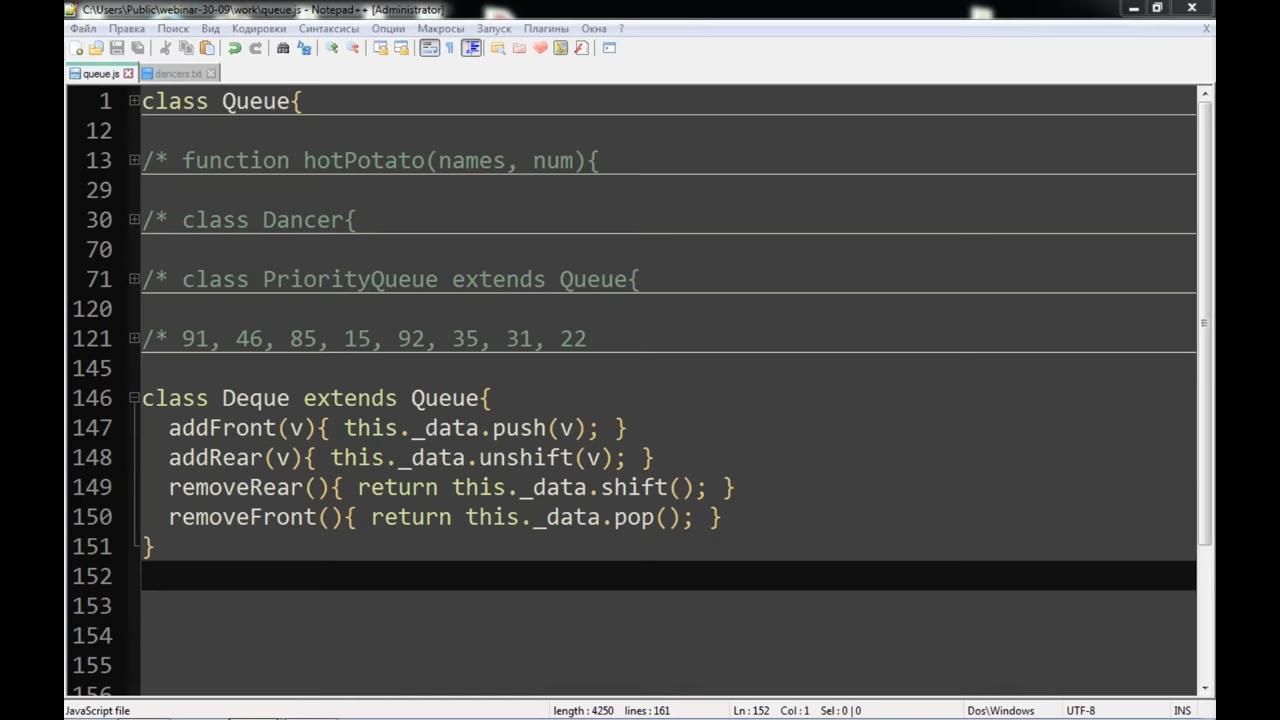 C:\Users\Public\webinar-30-09\work\queue.js - Notepad++ [Administrator]
Файл Правка Поиск Вид Кодировки Синтаксисы Опции Макросы Запуск Плагины Окна ? X
queue.js dancers.txt
1 class Queue{
12
13 /* function hotPotato(names, num){
29
30 /* class Dancer{
70
71 /* class PriorityQueue extends Queue{
120
121 /* 91, 46, 85, 15, 92, 35, 31, 22
145
146 class Deque extends Queue{
147 addFront(v){ this._data.push(v); }
148 addRear(v){ this._data.unshift(v); }
149 removeRear(){ return this._data.shift(); }
150 removeFront(){ return this._data.pop(); }
151 }
152
153
154
155
156
JavaScript file length : 4250 lines : 161 Ln : 152 Col : 1 Sel : 0 | 0 Dos\Windows UTF-8 INS